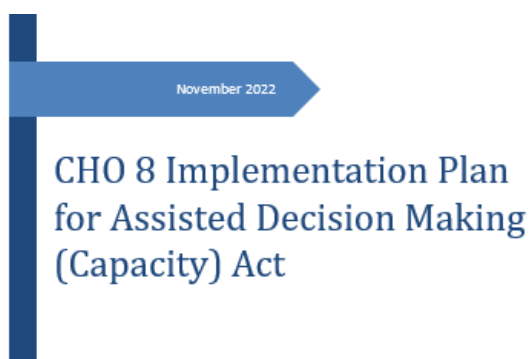 November 2022
CHO 8 Implementation Plan
for Assisted Decision Making
(Capacity) Act